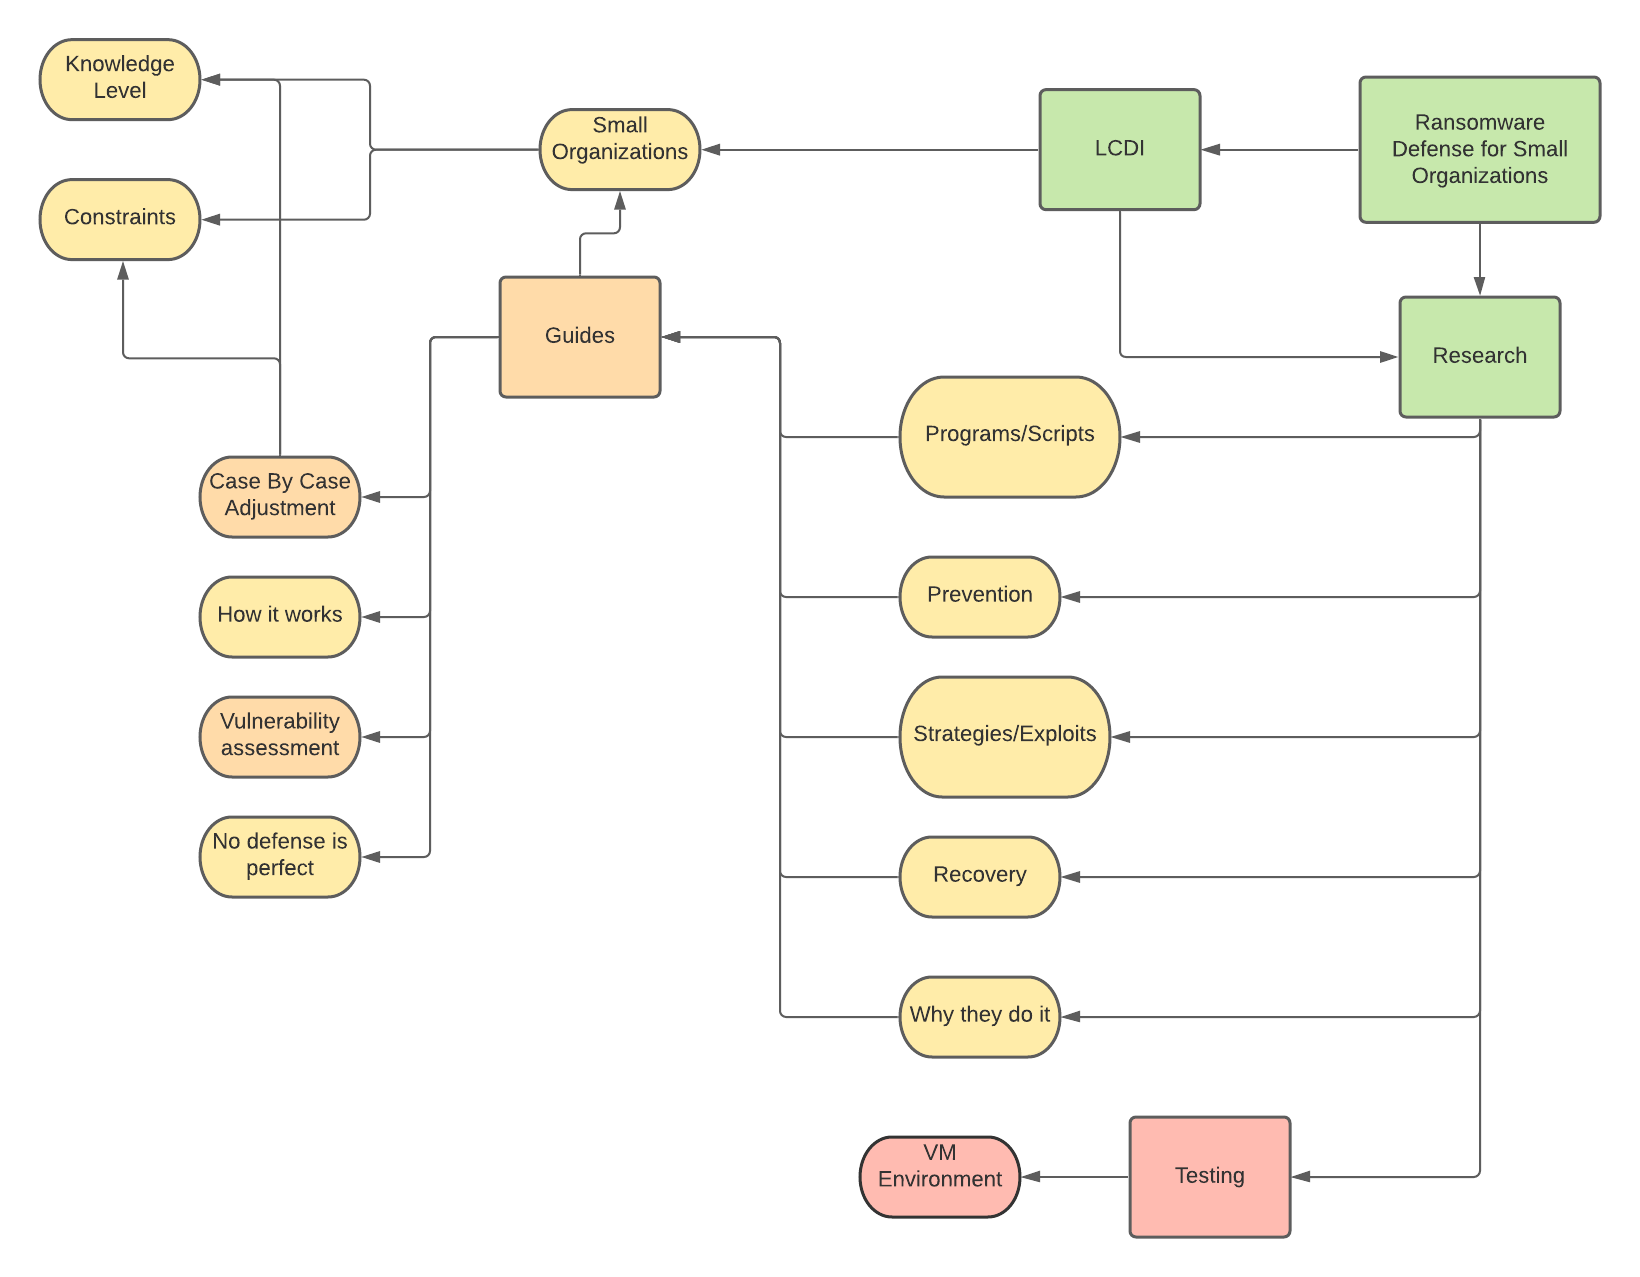 Knowledge
Level
Constraints
Small
Organizations
LCDI
Ransomware
Defense for Small
Organizations
Guides
Research
Programs/Scripts
Case By Case
Adjustment
How it works
Vulnerability
assessment
No defense is
perfect
Prevention
Strategies/Exploits
Recovery
Why they do it
VM
Environment
Testing